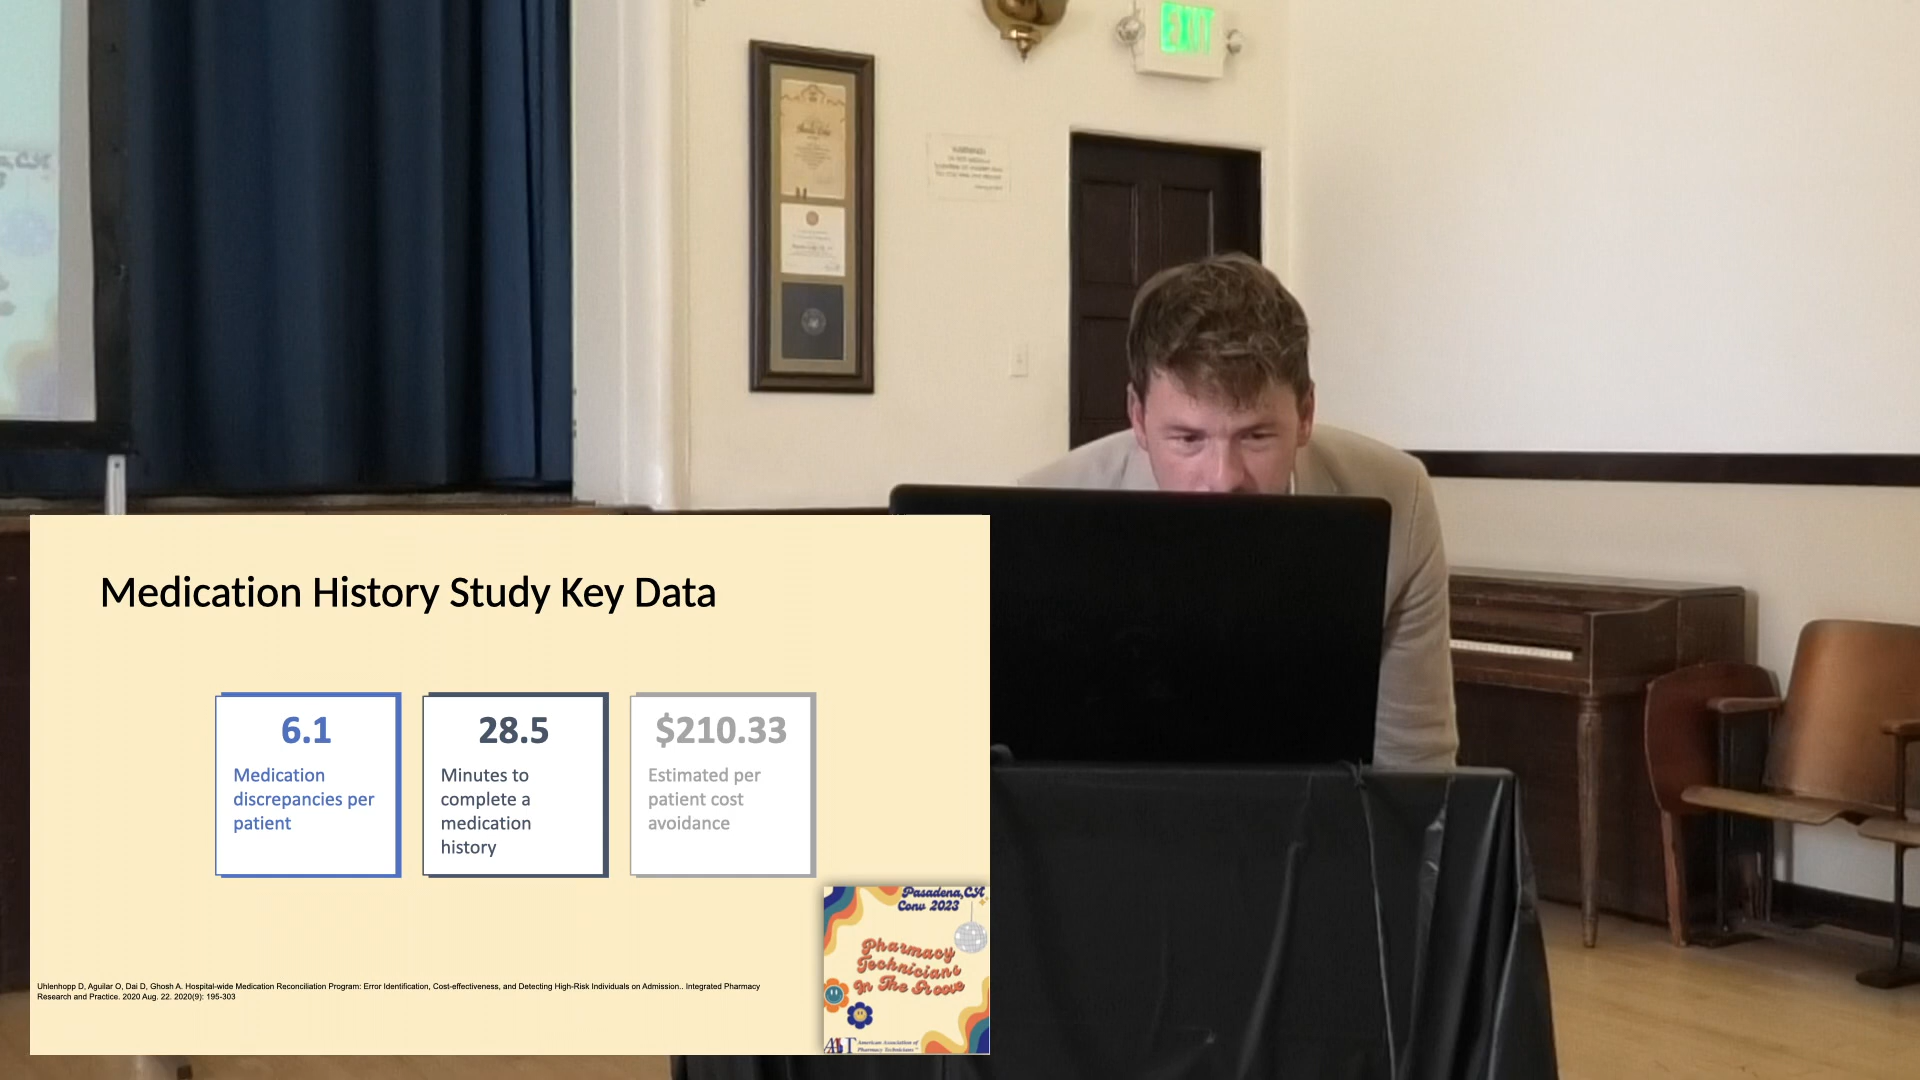 EXIT
Medication History Study Key Data
6.1
Medication
discrepancies per
patient
28.5
Minutes to
complete a
medication
history
$210.33
Estimated per
patient cost
avoidance
Pasadena,CA
Conv 2023
Pharmacy
Technicians
In The Groove
American Association of
Pharmacy Technicians
Uhlenhopp D, Aguilar O, Dai D, Ghosh A. Hospital-wide Medication Reconciliation Program: Error Identification, Cost-effectiveness, and Detecting High-Risk Individuals on Admission.. Integrated Pharmacy
Research and Practice. 2020 Aug. 22. 2020(9): 195-303